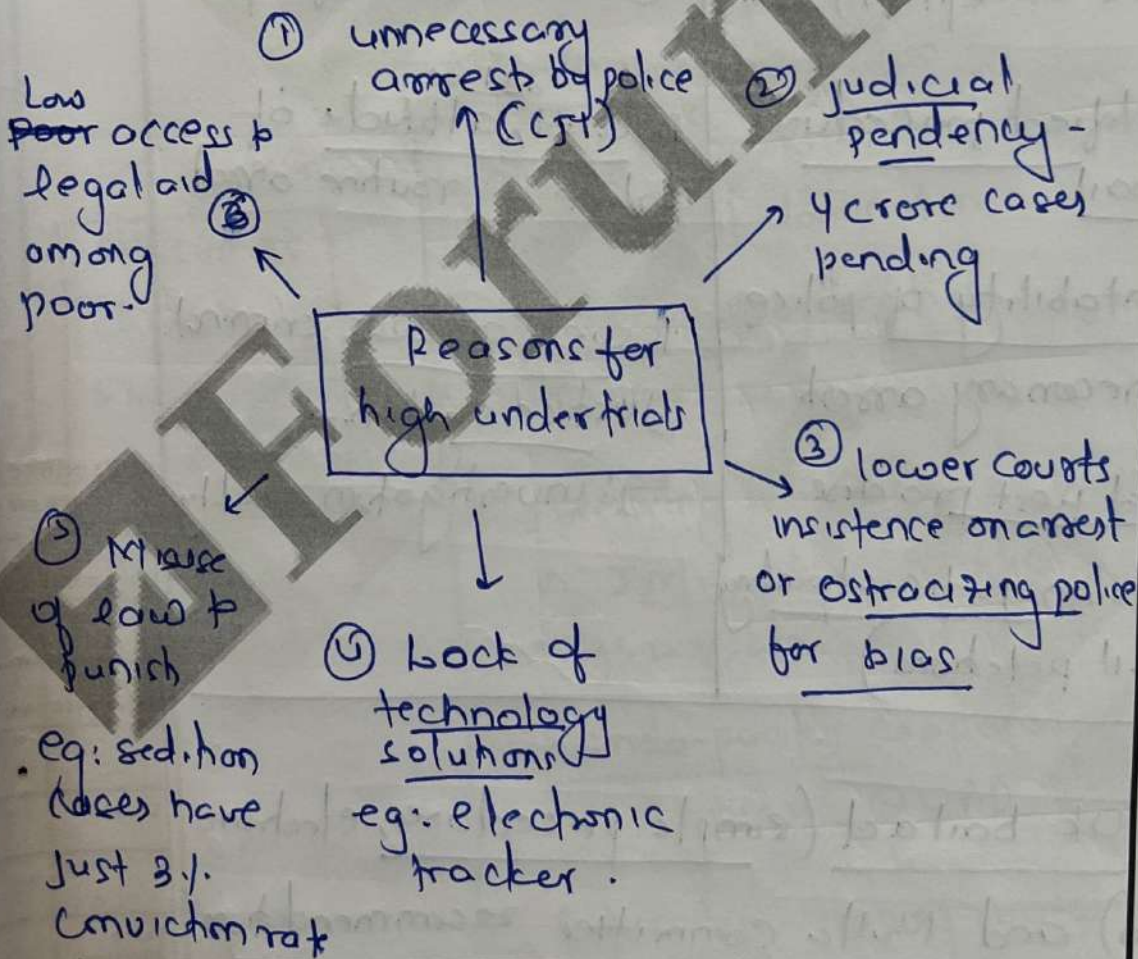 ① unnecessary
arrest by police
(CJI)
② judicial
pendency -
4 crore cases
pending
Low
Poor access to
legal aid
⑥
among
poor.
Reasons for
high undertrials
③ lower Courts
insistence on arrest
or ostracizing police
for bias
⑤ Misuse
of law to
punish
eg: sedition
cases have
just 3%
conviction rate
④ Lack of
technology
solutions
eg: electronic
tracker.
Forum